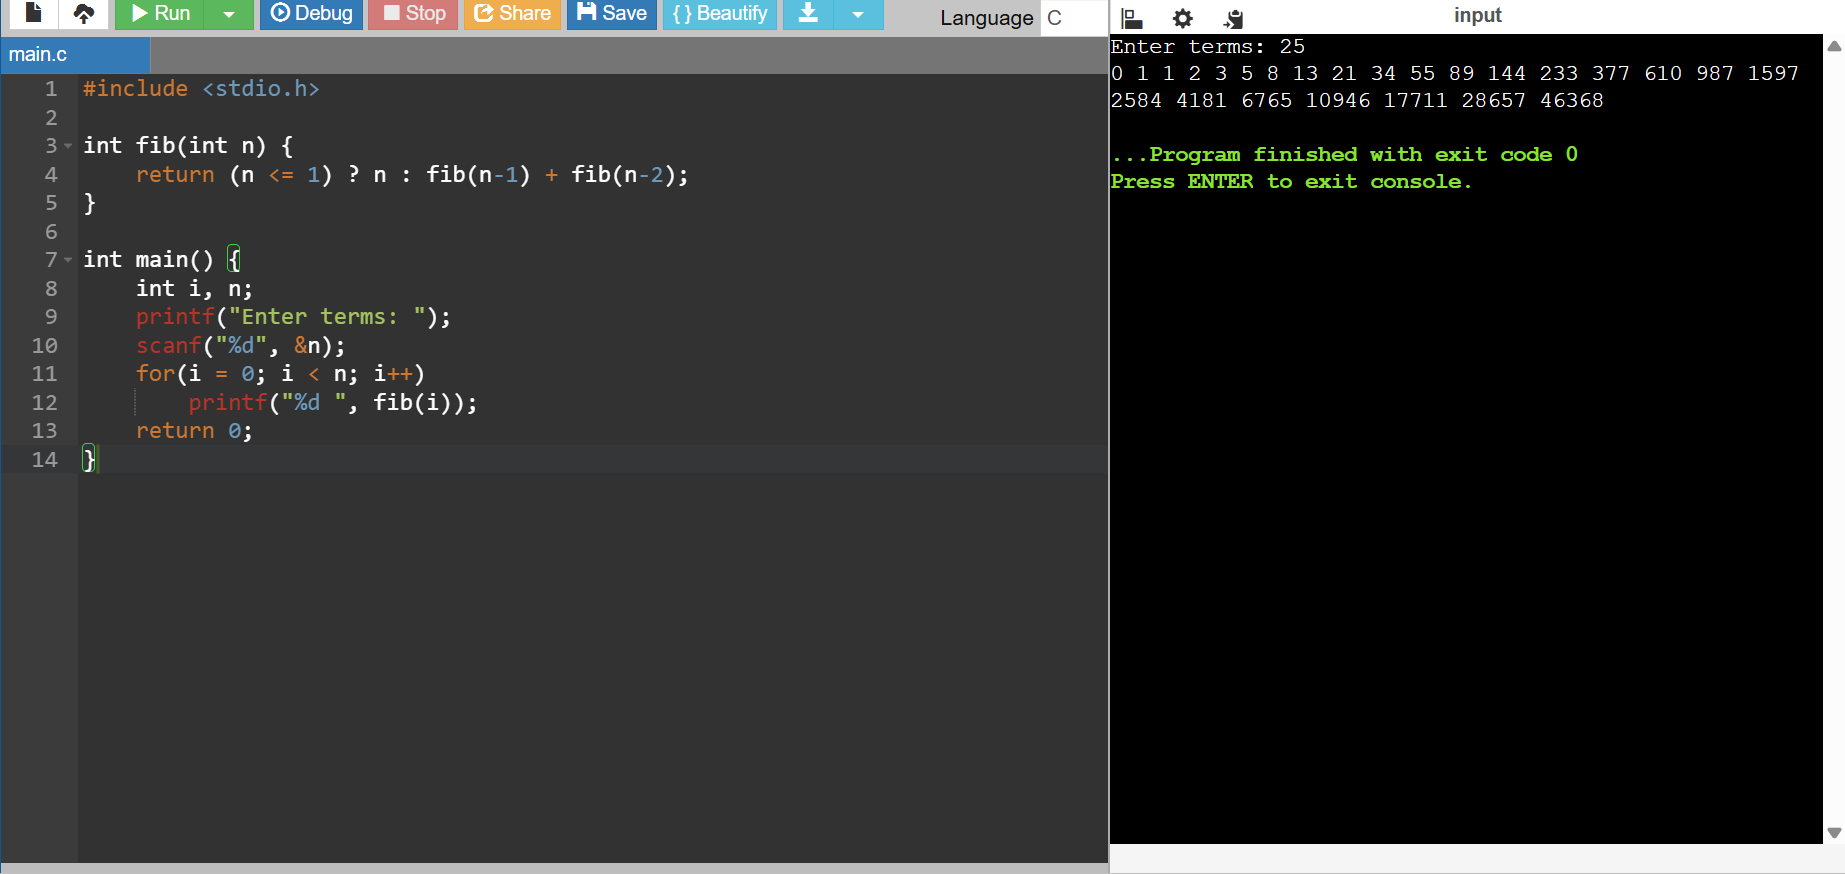 Run Debug Stop Share Save {} Beautify Language C
main.c
1 #include <stdio.h>
2
3 int fib(int n) {
4     return (n <= 1) ? n : fib(n-1) + fib(n-2);
5 }
6
7 int main() {
8     int i, n;
9     printf("Enter terms: ");
10     scanf("%d", &n);
11     for(i = 0; i < n; i++)
12         printf("%d ", fib(i));
13     return 0;
14 }
input
Enter terms: 25
0 1 1 2 3 5 8 13 21 34 55 89 144 233 377 610 987 1597
2584 4181 6765 10946 17711 28657 46368
...Program finished with exit code 0
Press ENTER to exit console.